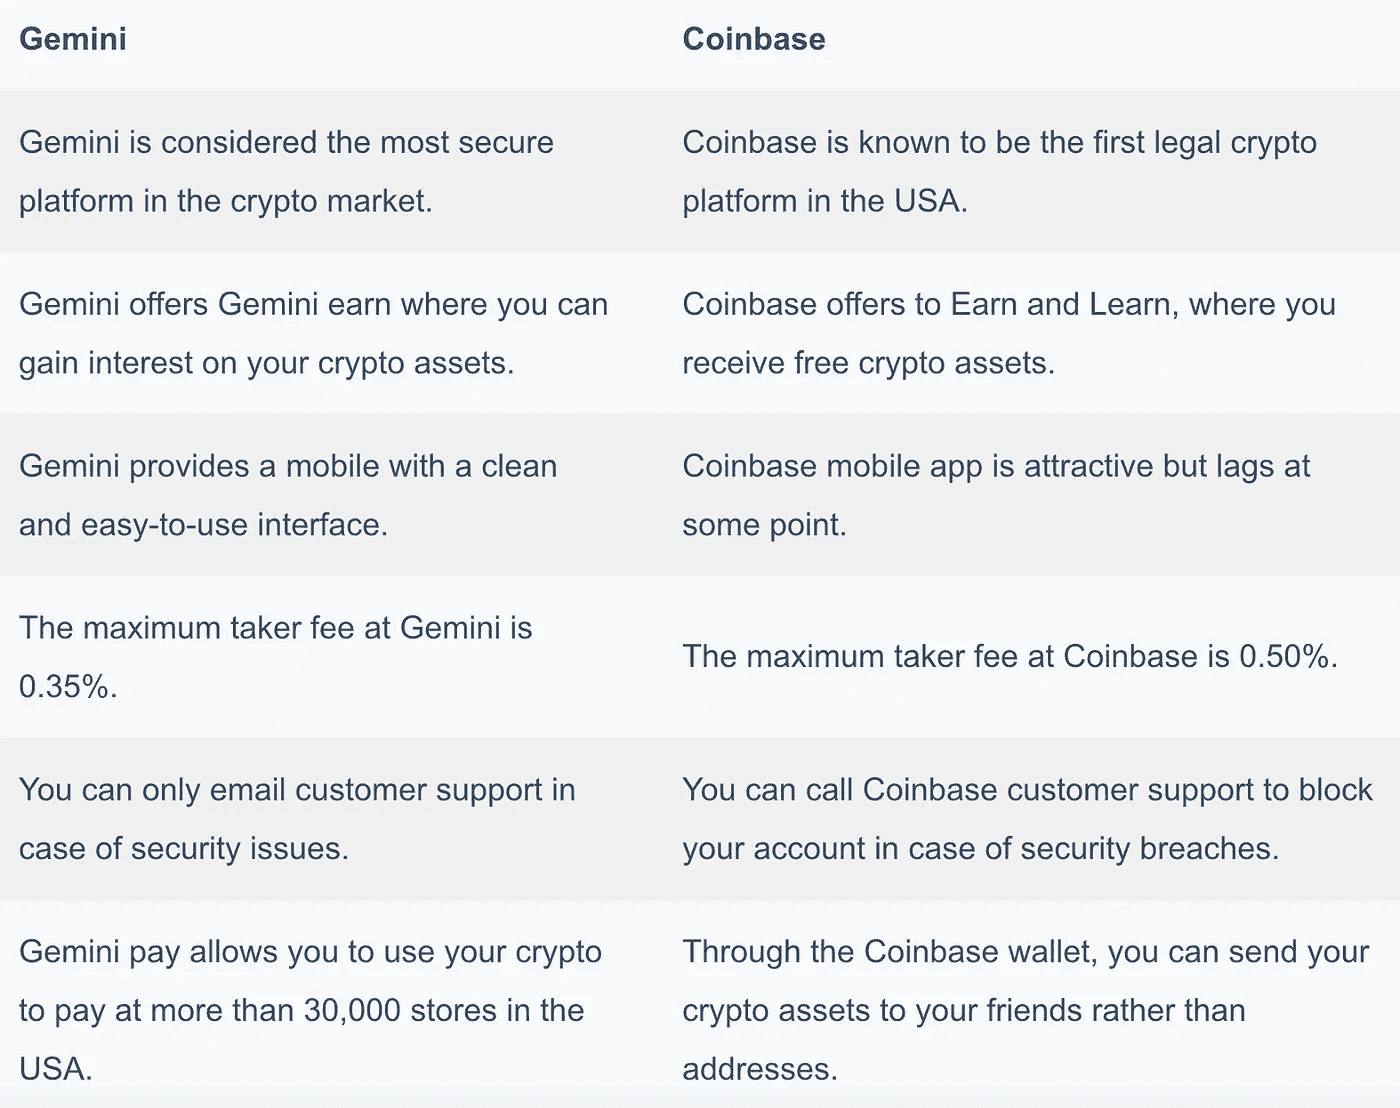 Gemini
Coinbase
Gemini is considered the most secure
platform in the crypto market.
Coinbase is known to be the first legal crypto
platform in the USA.
Gemini offers Gemini earn where you can
gain interest on your crypto assets.
Coinbase offers to Earn and Learn, where you
receive free crypto assets.
Gemini provides a mobile with a clean
and easy-to-use interface.
Coinbase mobile app is attractive but lags at
some point.
The maximum taker fee at Gemini is
0.35%.
The maximum taker fee at Coinbase is 0.50%.
You can only email customer support in
case of security issues.
You can call Coinbase customer support to block
your account in case of security breaches.
Gemini pay allows you to use your crypto
to pay at more than 30,000 stores in the
USA.
Through the Coinbase wallet, you can send your
crypto assets to your friends rather than
addresses.